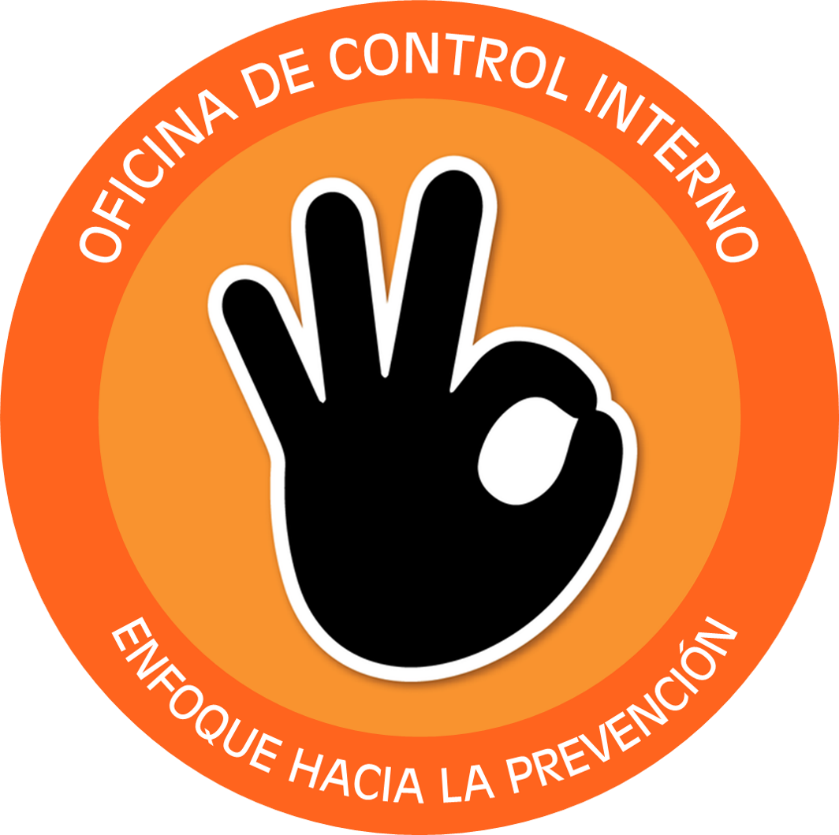 OFICINA DE CONTROL INTERNO
ENFOQUE HACIA LA PREVENCIÓN